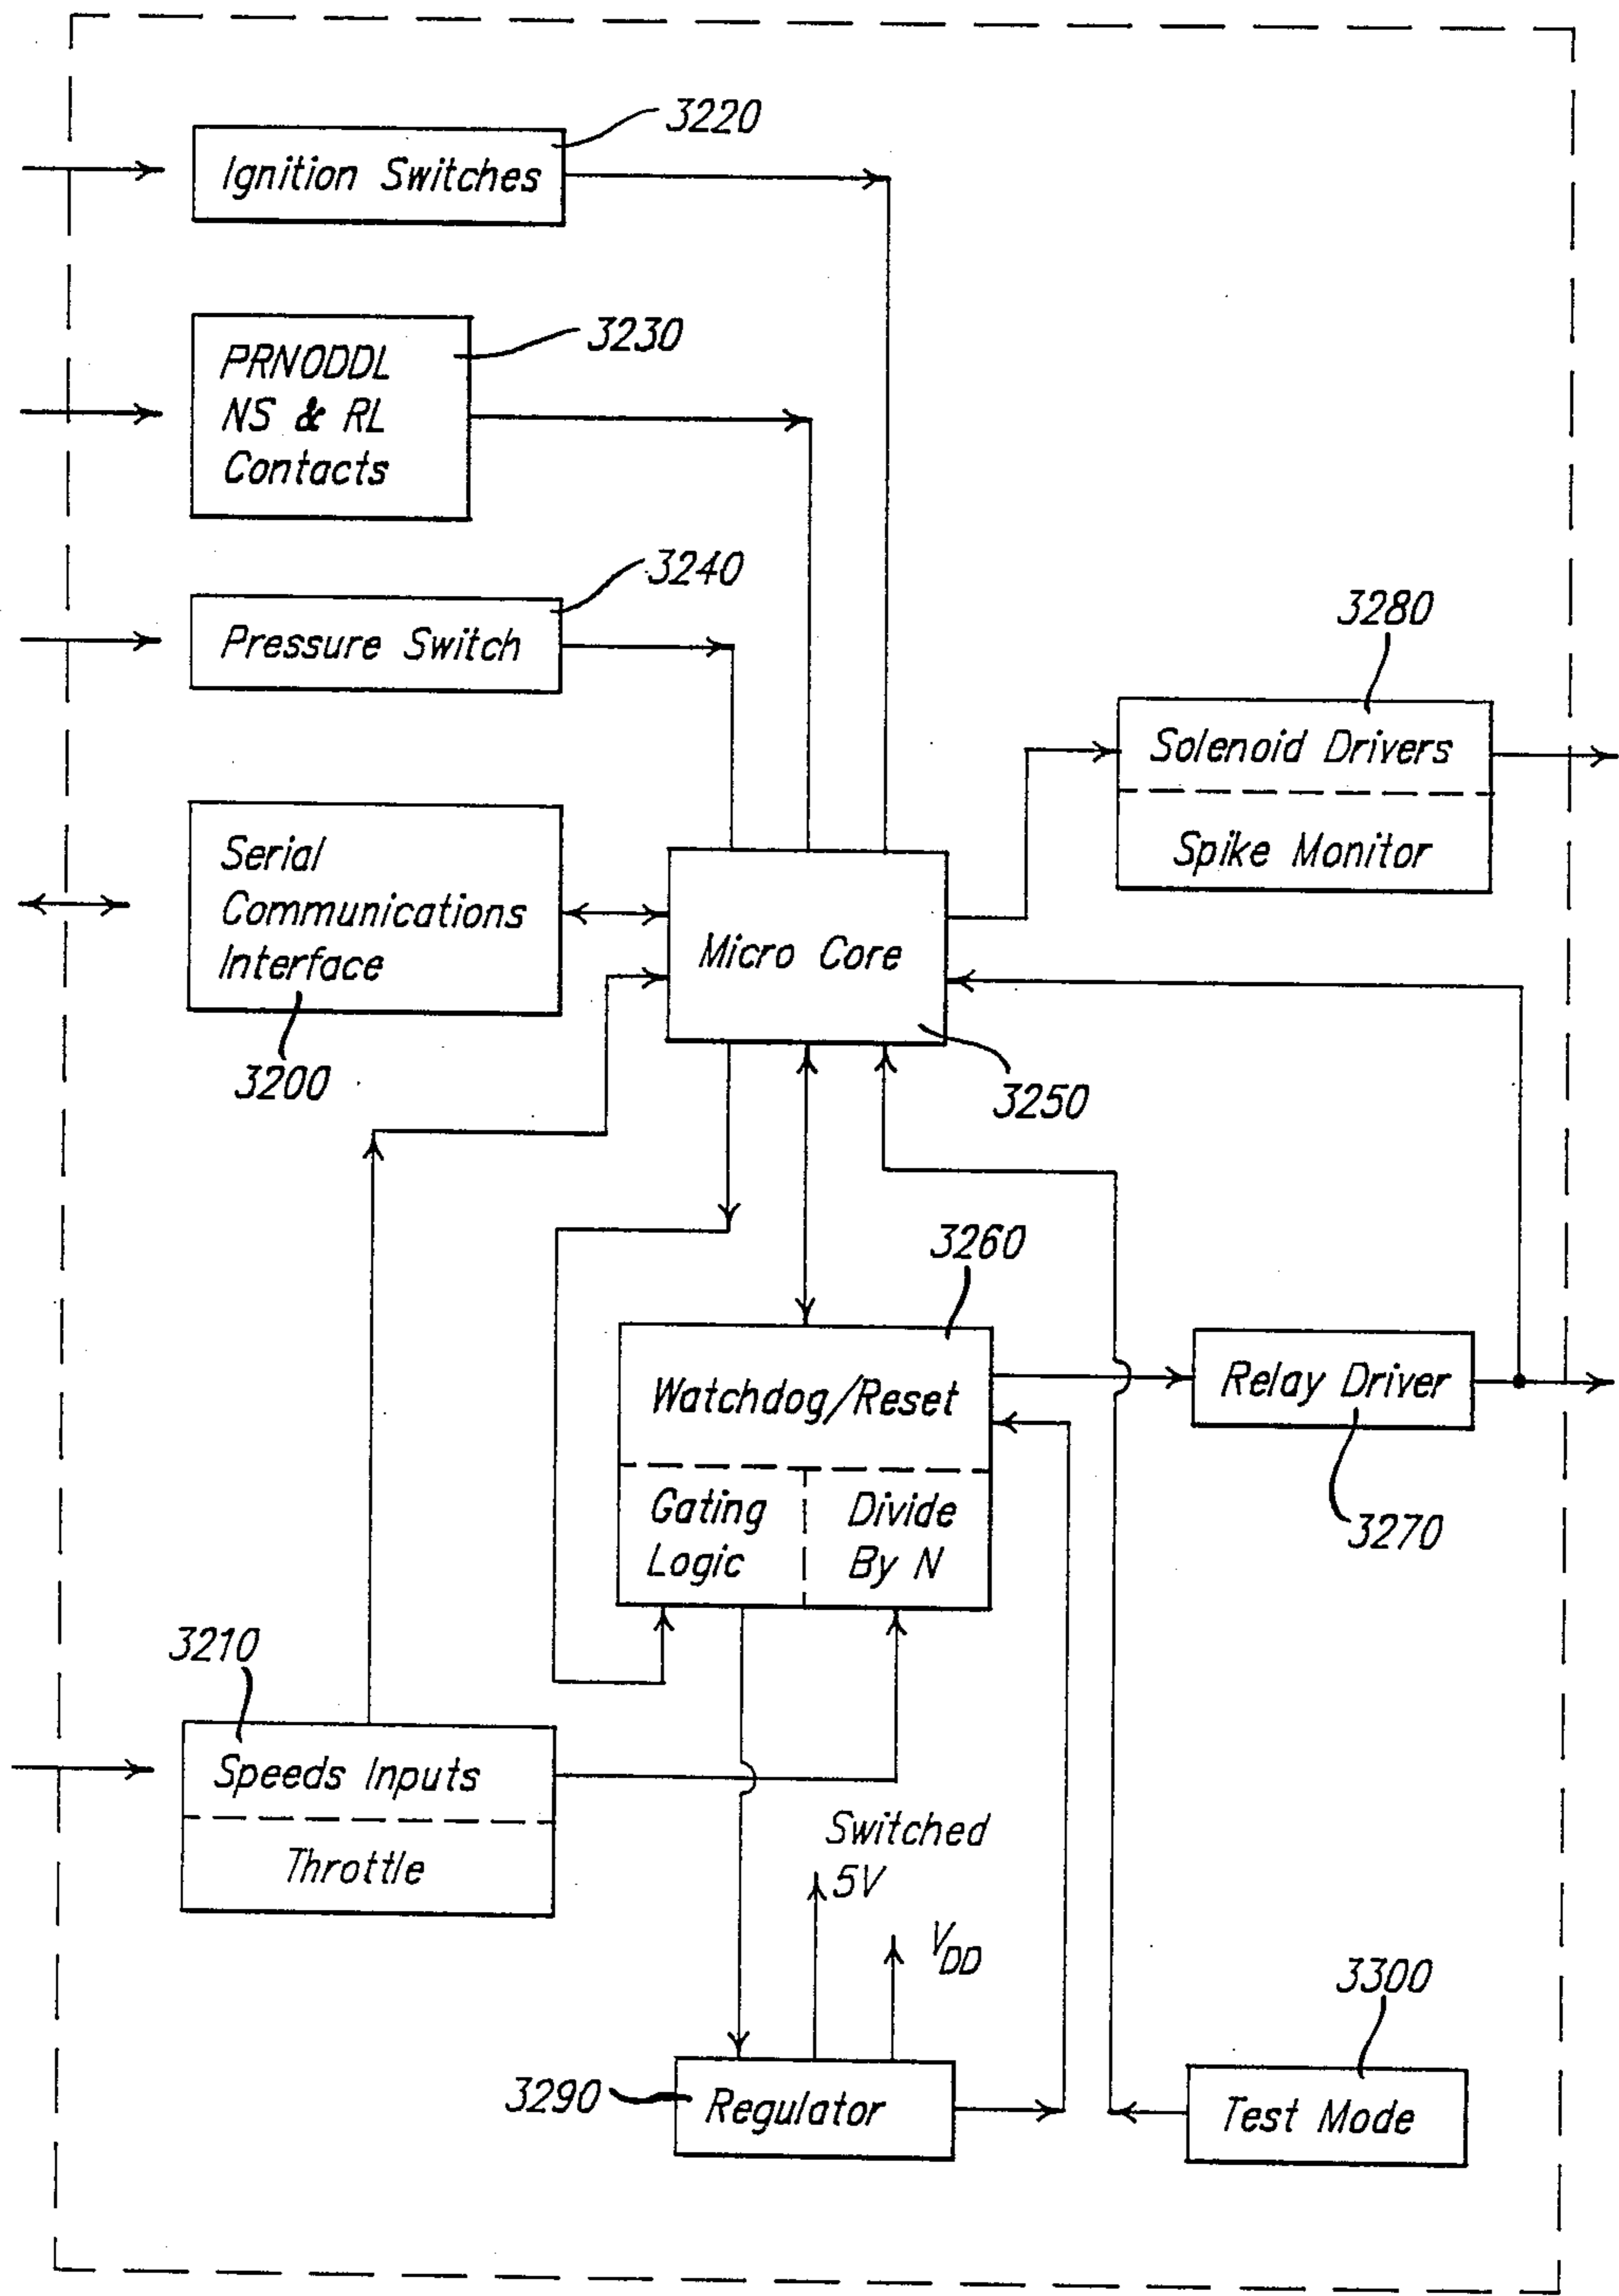 3220
Ignition Switches
3230
PRNODDL
NS & RL
Contacts
3240
Pressure Switch
3280
Solenoid Drivers
Spike Monitor
Serial
Communications
Interface
3200
Micro Core
3250
3260
Watchdog/Reset
Gating
Logic
Divide
By N
Relay Driver
3270
3210
Speeds Inputs
Throttle
Switched
5V
VDD
3290
Regulator
3300
Test Mode